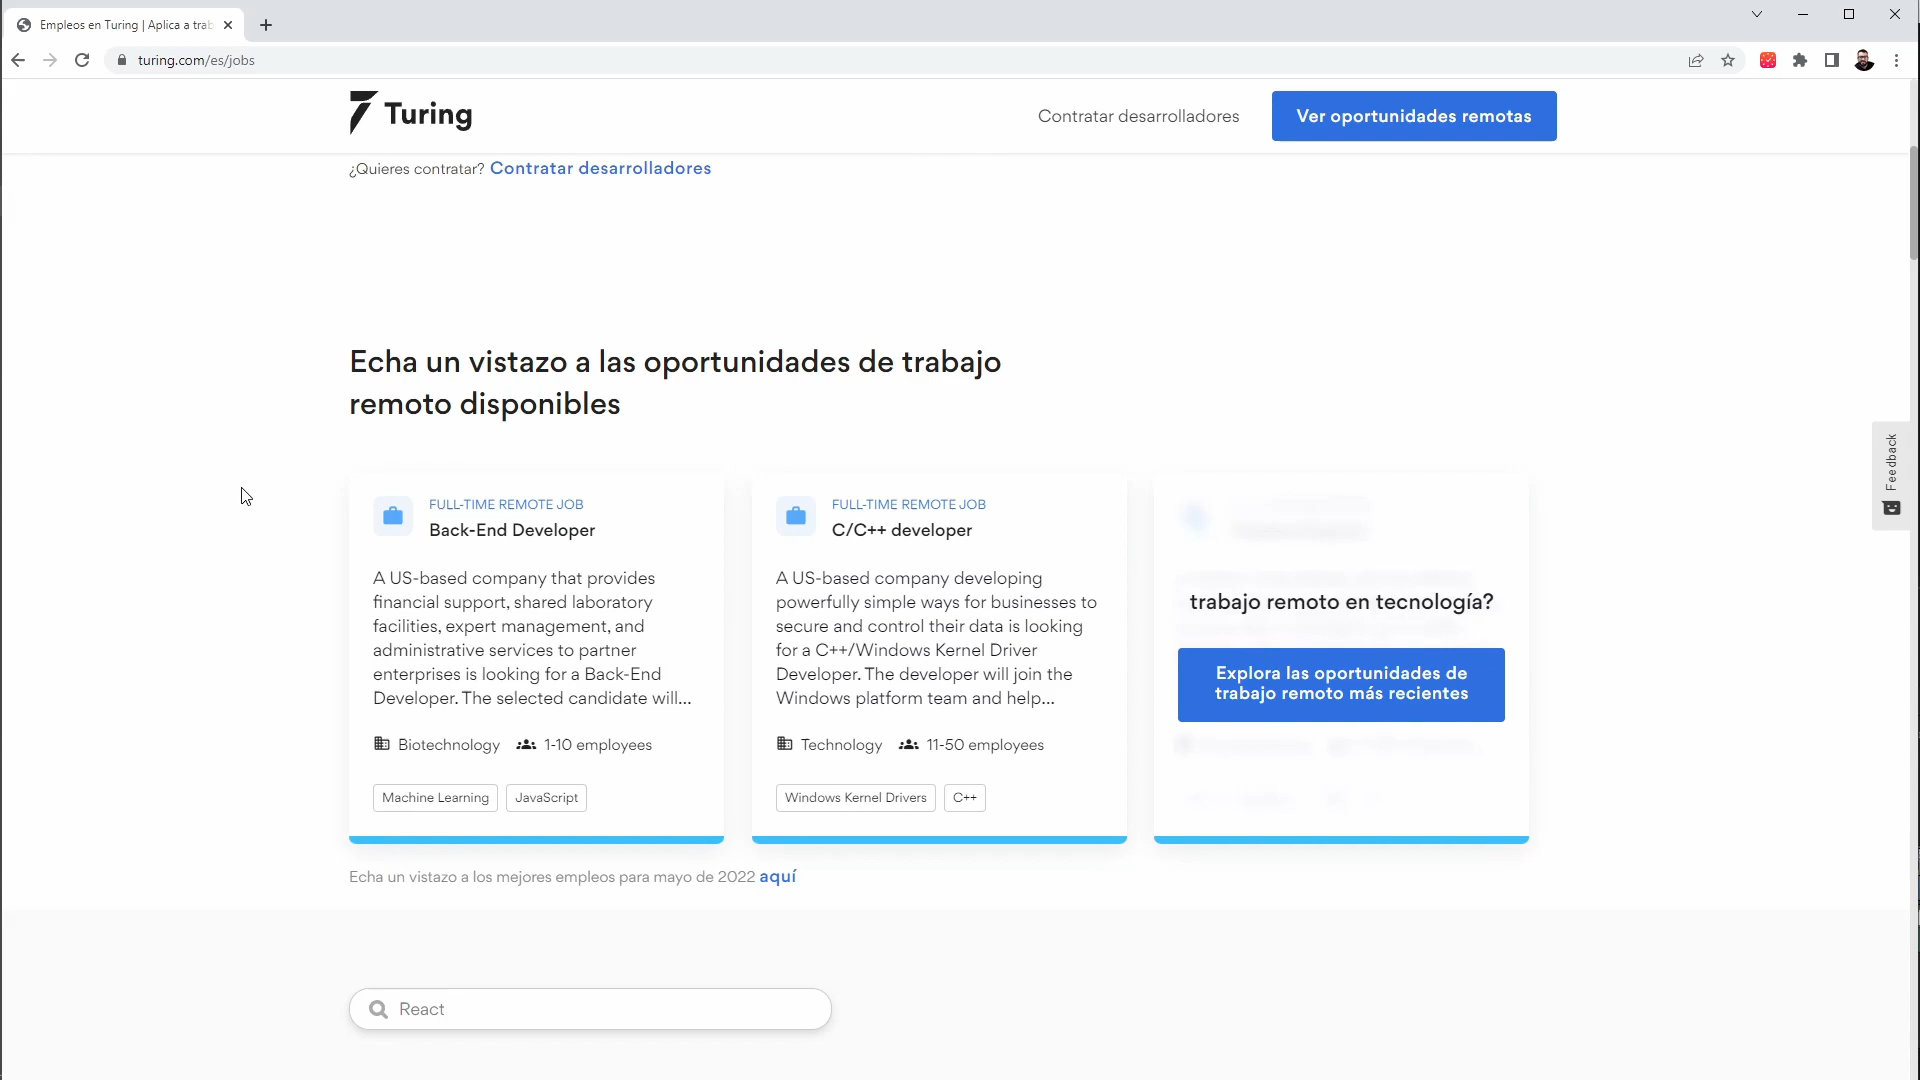 Empleos en Turing | Aplica a trab
turing.com/es/jobs
Turing
Contratar desarrolladores
Ver oportunidades remotas
¿Quieres contratar? Contratar desarrolladores
Echa un vistazo a las oportunidades de trabajo
remoto disponibles
FULL-TIME REMOTE JOB
Back-End Developer
A US-based company that provides
financial support, shared laboratory
facilities, expert management, and
administrative services to partner
enterprises is looking for a Back-End
Developer. The selected candidate will...
Biotechnology
1-10 employees
Machine Learning
JavaScript
FULL-TIME REMOTE JOB
C/C++ developer
A US-based company developing
powerfully simple ways for businesses to
secure and control their data is looking
for a C++/Windows Kernel Driver
Developer. The developer will join the
Windows platform team and help...
Technology
11-50 employees
Windows Kernel Drivers
C++
trabajo remoto en tecnología?
Explora las oportunidades de
trabajo remoto más recientes
Feedback
Echa un vistazo a los mejores empleos para mayo de 2022 aquí
React